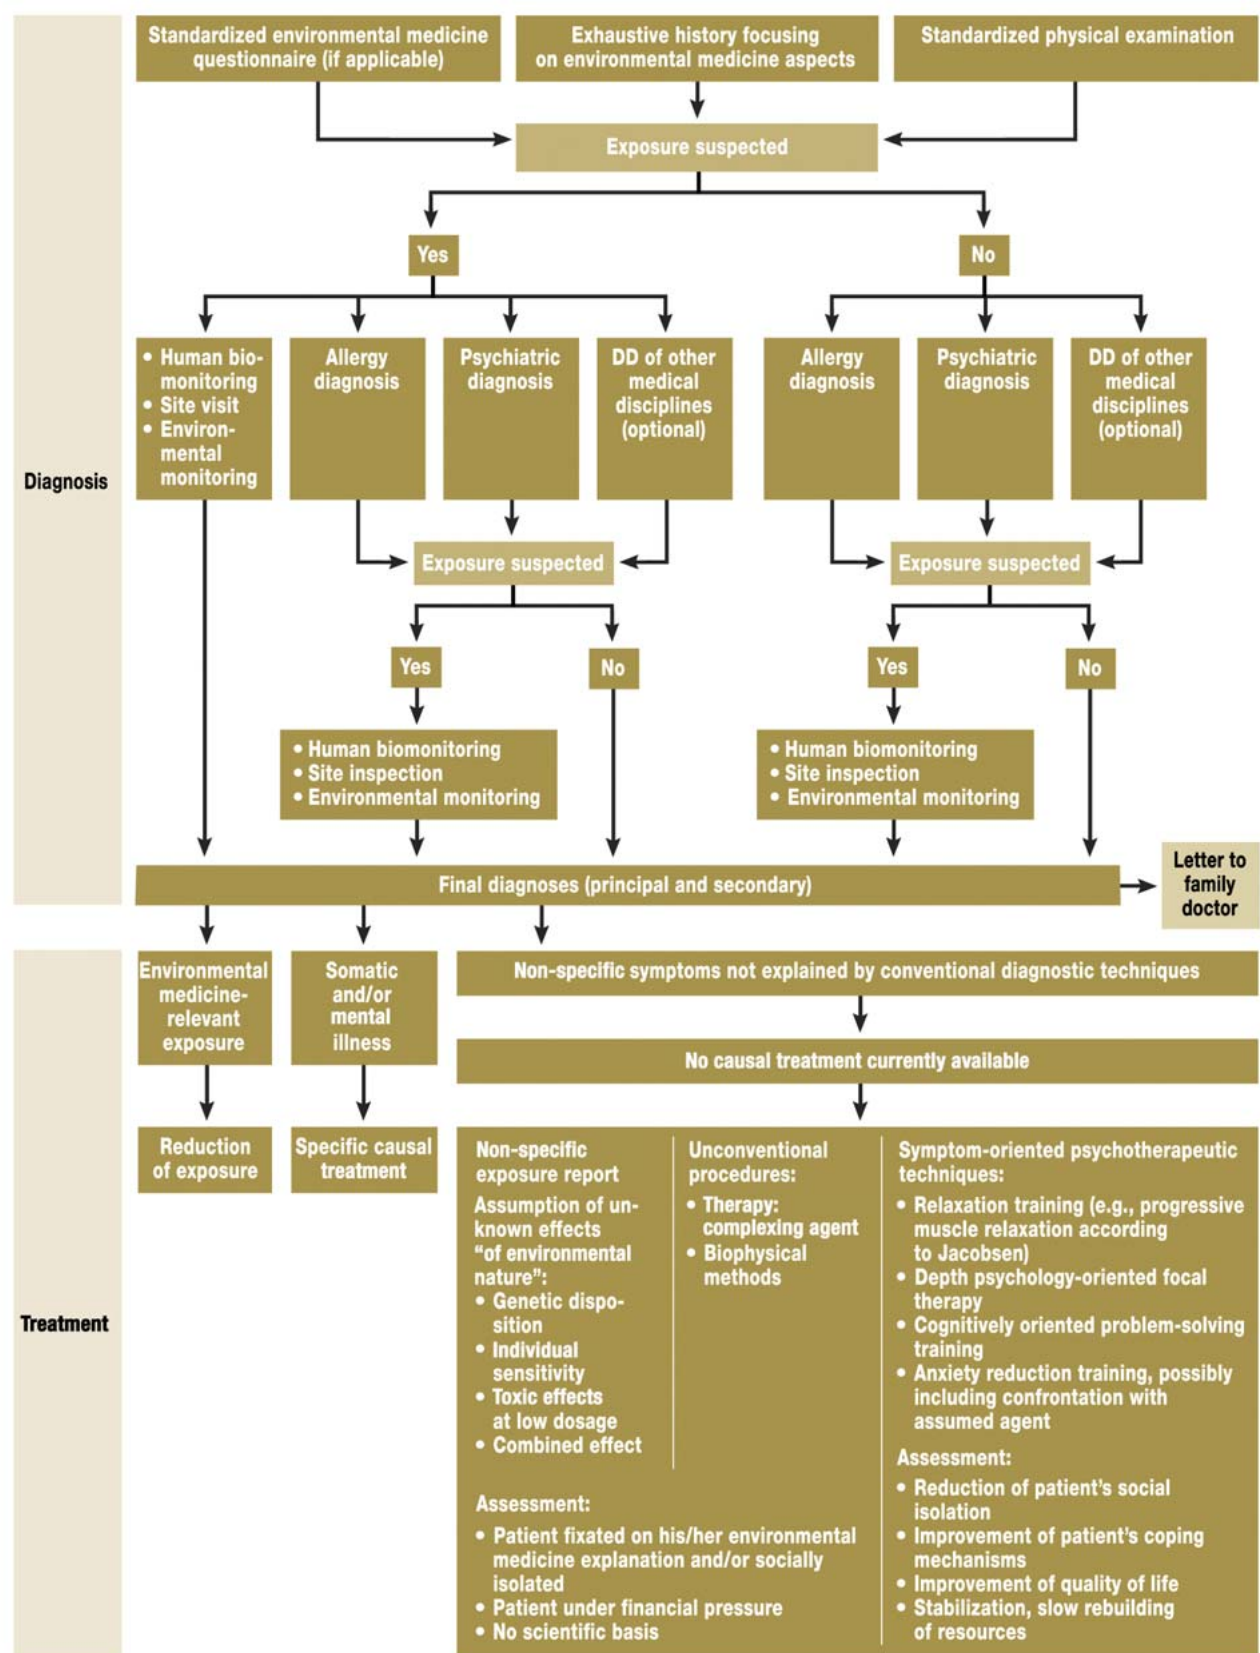 Standardized environmental medicine
questionnaire (if applicable)
Exhaustive history focusing
on environmental medicine aspects
Standardized physical examination
Exposure suspected
Yes
No
• Human bio-
monitoring
• Site visit
• Environ-
mental
monitoring
Allergy
diagnosis
Psychiatric
diagnosis
DD of other
medical
disciplines
(optional)
Allergy
diagnosis
Psychiatric
diagnosis
DD of other
medical
disciplines
(optional)
Diagnosis
Exposure suspected
Exposure suspected
Yes
No
Yes
No
• Human biomonitoring
• Site inspection
• Environmental monitoring
• Human biomonitoring
• Site inspection
• Environmental monitoring
Final diagnoses (principal and secondary)
Letter to
family
doctor
Environmental
medicine-
relevant
exposure
Somatic
and/or
mental
illness
Non-specific symptoms not explained by conventional diagnostic techniques
No causal treatment currently available
Reduction
of exposure
Specific causal
treatment
Treatment
Non-specific
exposure report
Assumption of un-
known effects
“of environmental
nature”:
• Genetic dispo-
sition
• Individual
sensitivity
• Toxic effects
at low dosage
• Combined effect
Unconventional
procedures:
• Therapy:
complexing agent
• Biophysical
methods
Assessment:
• Patient fixated on his/her environmental
medicine explanation and/or socially
isolated
• Patient under financial pressure
• No scientific basis
Symptom-oriented psychotherapeutic
techniques:
• Relaxation training (e.g., progressive
muscle relaxation according
to Jacobsen)
• Depth psychology-oriented focal
therapy
• Cognitively oriented problem-solving
training
• Anxiety reduction training, possibly
including confrontation with
assumed agent
Assessment:
• Reduction of patient’s social
isolation
• Improvement of patient’s coping
mechanisms
• Improvement of quality of life
• Stabilization, slow rebuilding
of resources